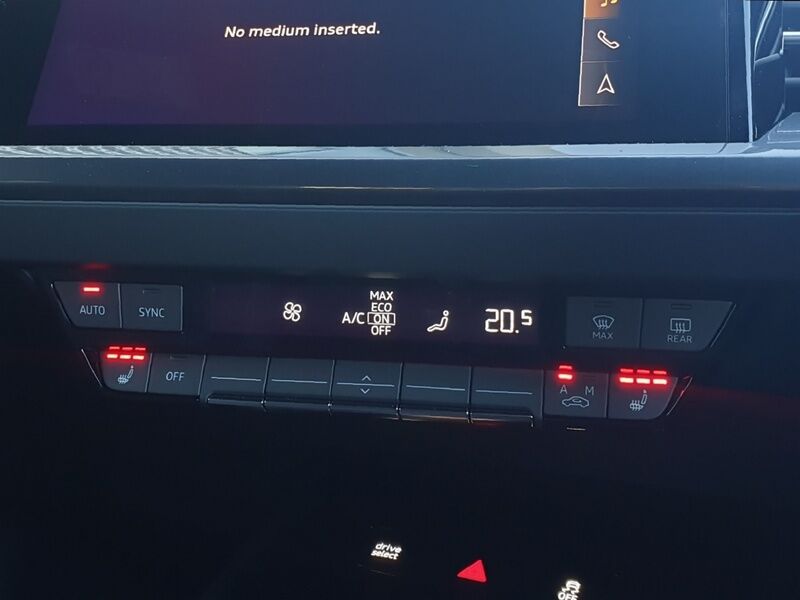 No medium inserted.
AUTO
SYNC
A/C
MAX
ECO
ON
OFF
20.5
MAX
REAR
OFF
A M
drive
select
OFF